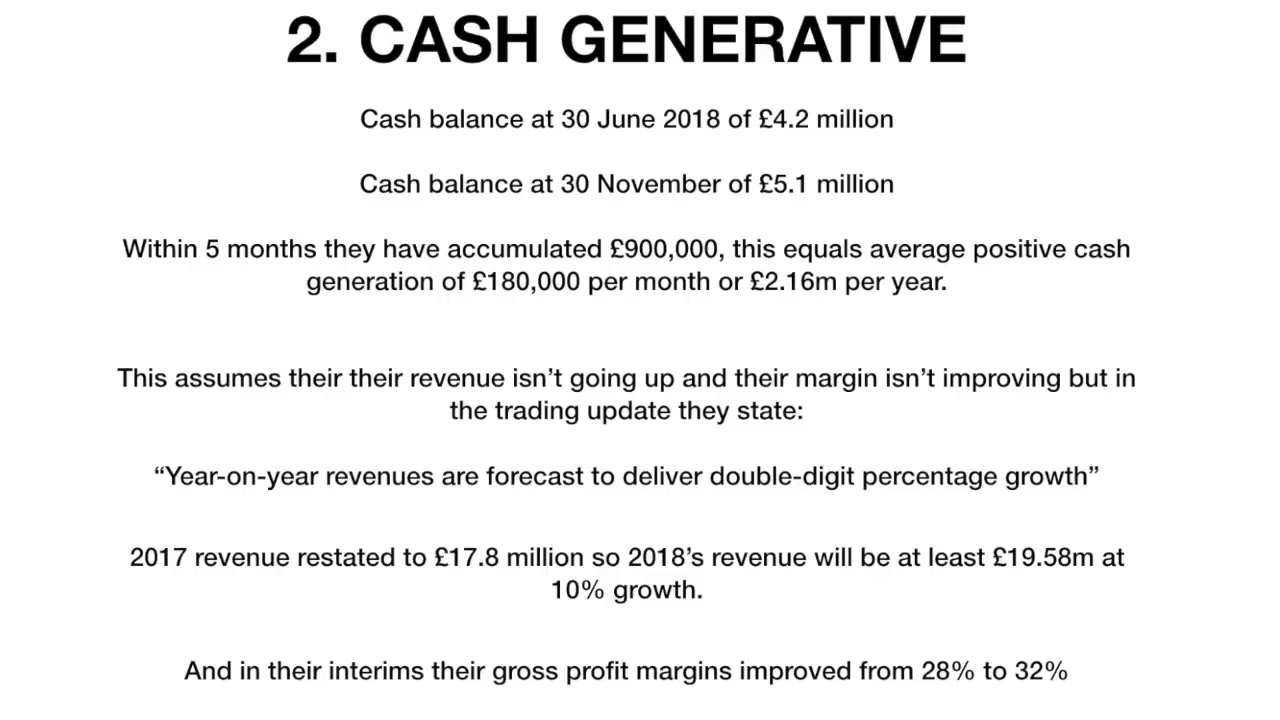 2. CASH GENERATIVE
Cash balance at 30 June 2018 of £4.2 million
Cash balance at 30 November of £5.1 million
Within 5 months they have accumulated £900,000, this equals average positive cash
generation of £180,000 per month or £2.16m per year.
This assumes their their revenue isn’t going up and their margin isn’t improving but in
the trading update they state:
“Year-on-year revenues are forecast to deliver double-digit percentage growth”
2017 revenue restated to £17.8 million so 2018’s revenue will be at least £19.58m at
10% growth.
And in their interims their gross profit margins improved from 28% to 32%